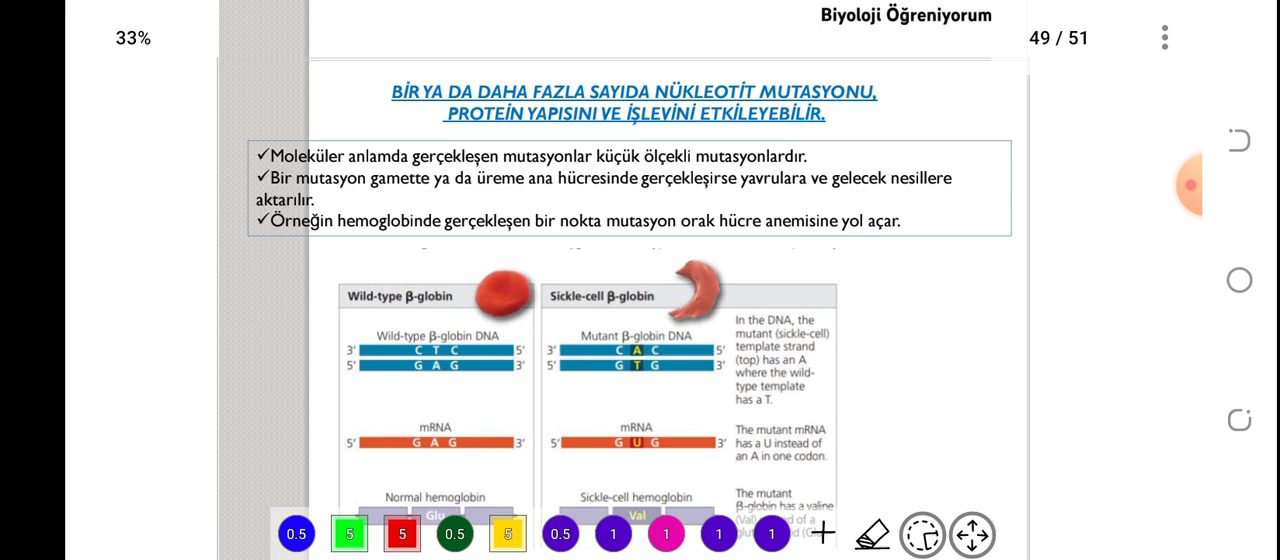 Biyoloji Öğreniyorum
33%
49 / 51
BİR YA DA DAHA FAZLA SAYIDA NÜKLEOTİT MUTASYONU,
PROTEİN YAPISINI VE İŞLEVİNİ ETKİLEYEBİLİR.
✓Moleküler anlamda gerçekleşen mutasyonlar küçük ölçekli mutasyonlardır.
✓Bir mutasyon gamette ya da üreme ana hücresinde gerçekleşirse yavrulara ve gelecek nesillere
aktarılır.
✓Örneğin hemoglobinde gerçekleşen bir nokta mutasyon orak hücre anemisine yol açar.
Wild-type β-globin
Wild-type β-globin DNA
3' C T C 5'
5' G A G 3'
mRNA
5' G A G 3'
Normal hemoglobin
Glu
Sickle-cell β-globin
Mutant β-globin DNA
3' C A C 5'
5' G T G 3'
mRNA
5' G U G 3'
Sickle-cell hemoglobin
Val
In the DNA, the
mutant (sickle-cell)
template strand
(top) has an A
where the wild-
type template
has a T.
The mutant mRNA
has a U instead of
an A in one codon.
The mutant
β-globin has a valine
(Val) d of a
0.5 5 5 0.5 5 0.5 1 1 1 1